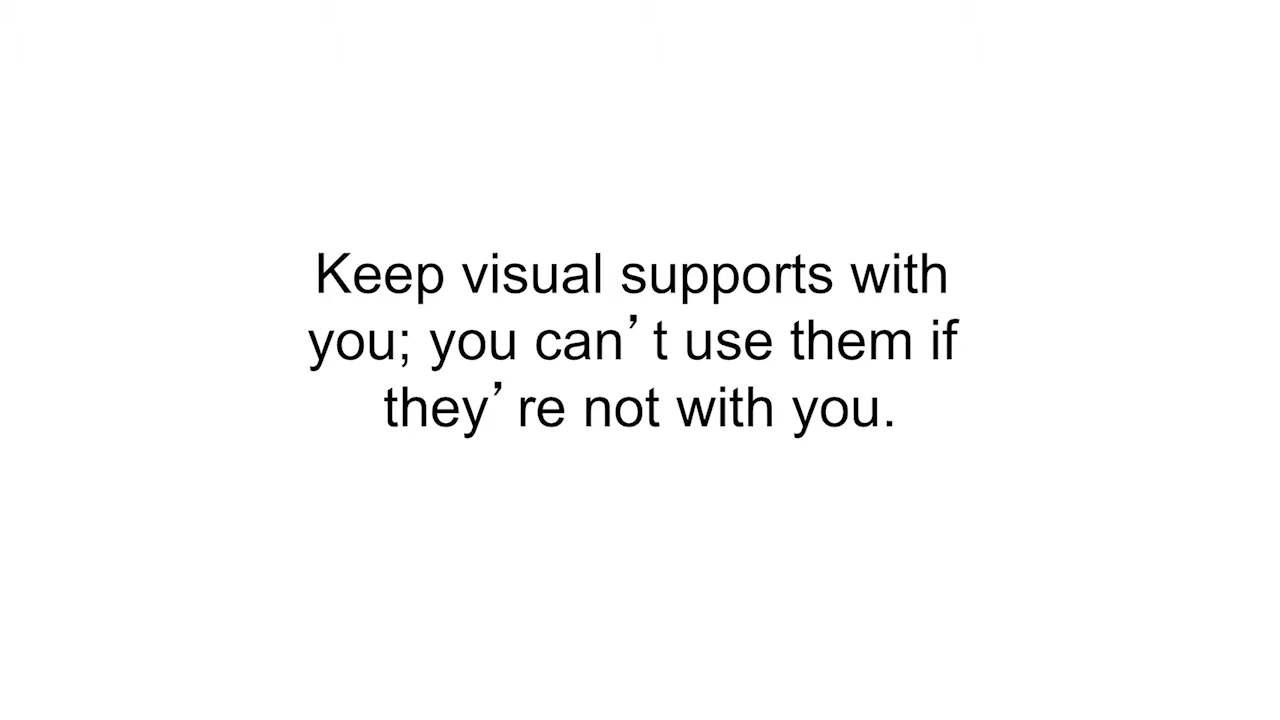 Keep visual supports with
you; you can’t use them if
they’re not with you.